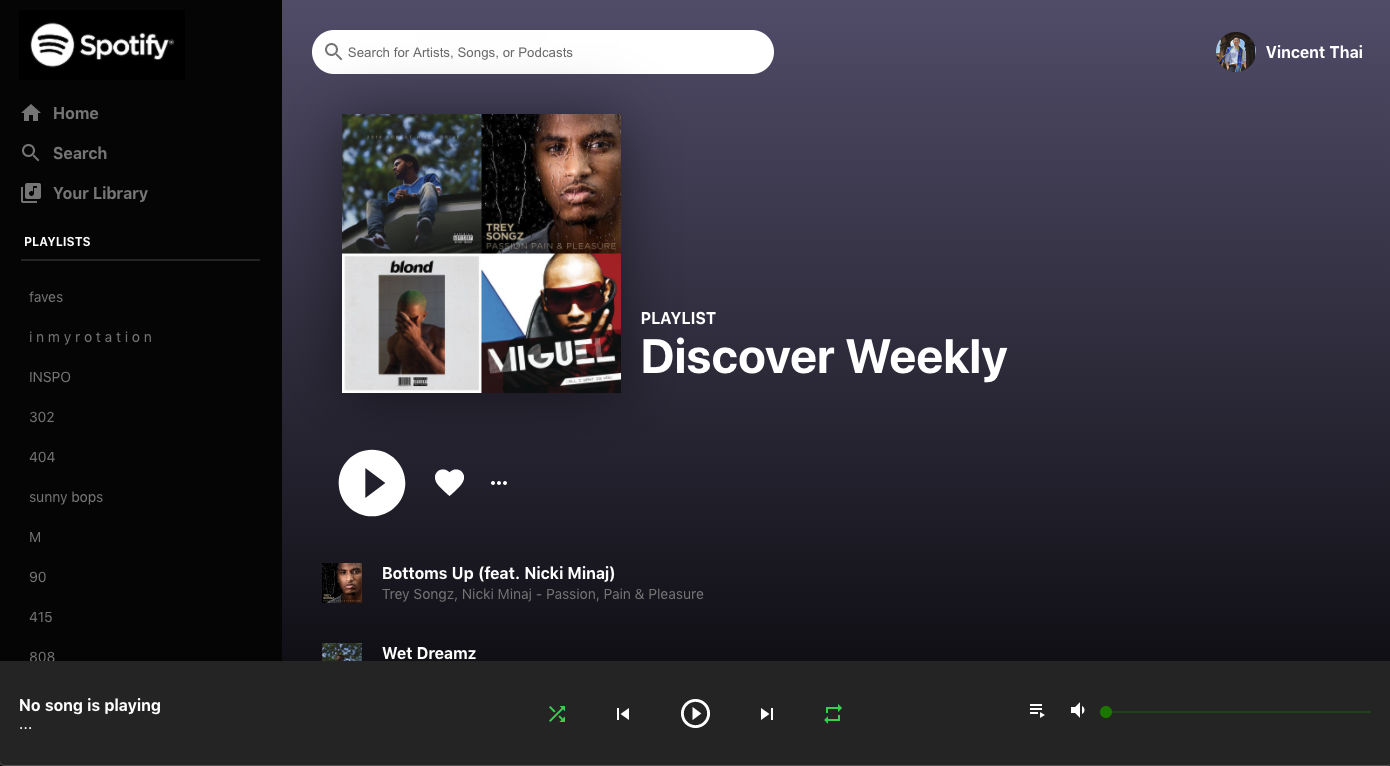 Spotify
Home
Search
Your Library
PLAYLISTS
faves
i n m y r o t a t i o n
INSPO
302
404
sunny bops
M
90
415
808
Search for Artists, Songs, or Podcasts
Vincent Thai
TREY
SONGZ
PASSION PAIN & PLEASURE
blond
MIGUEL
PLAYLIST
Discover Weekly
...
Bottoms Up (feat. Nicki Minaj)
Trey Songz, Nicki Minaj - Passion, Pain & Pleasure
Wet Dreamz
No song is playing
...